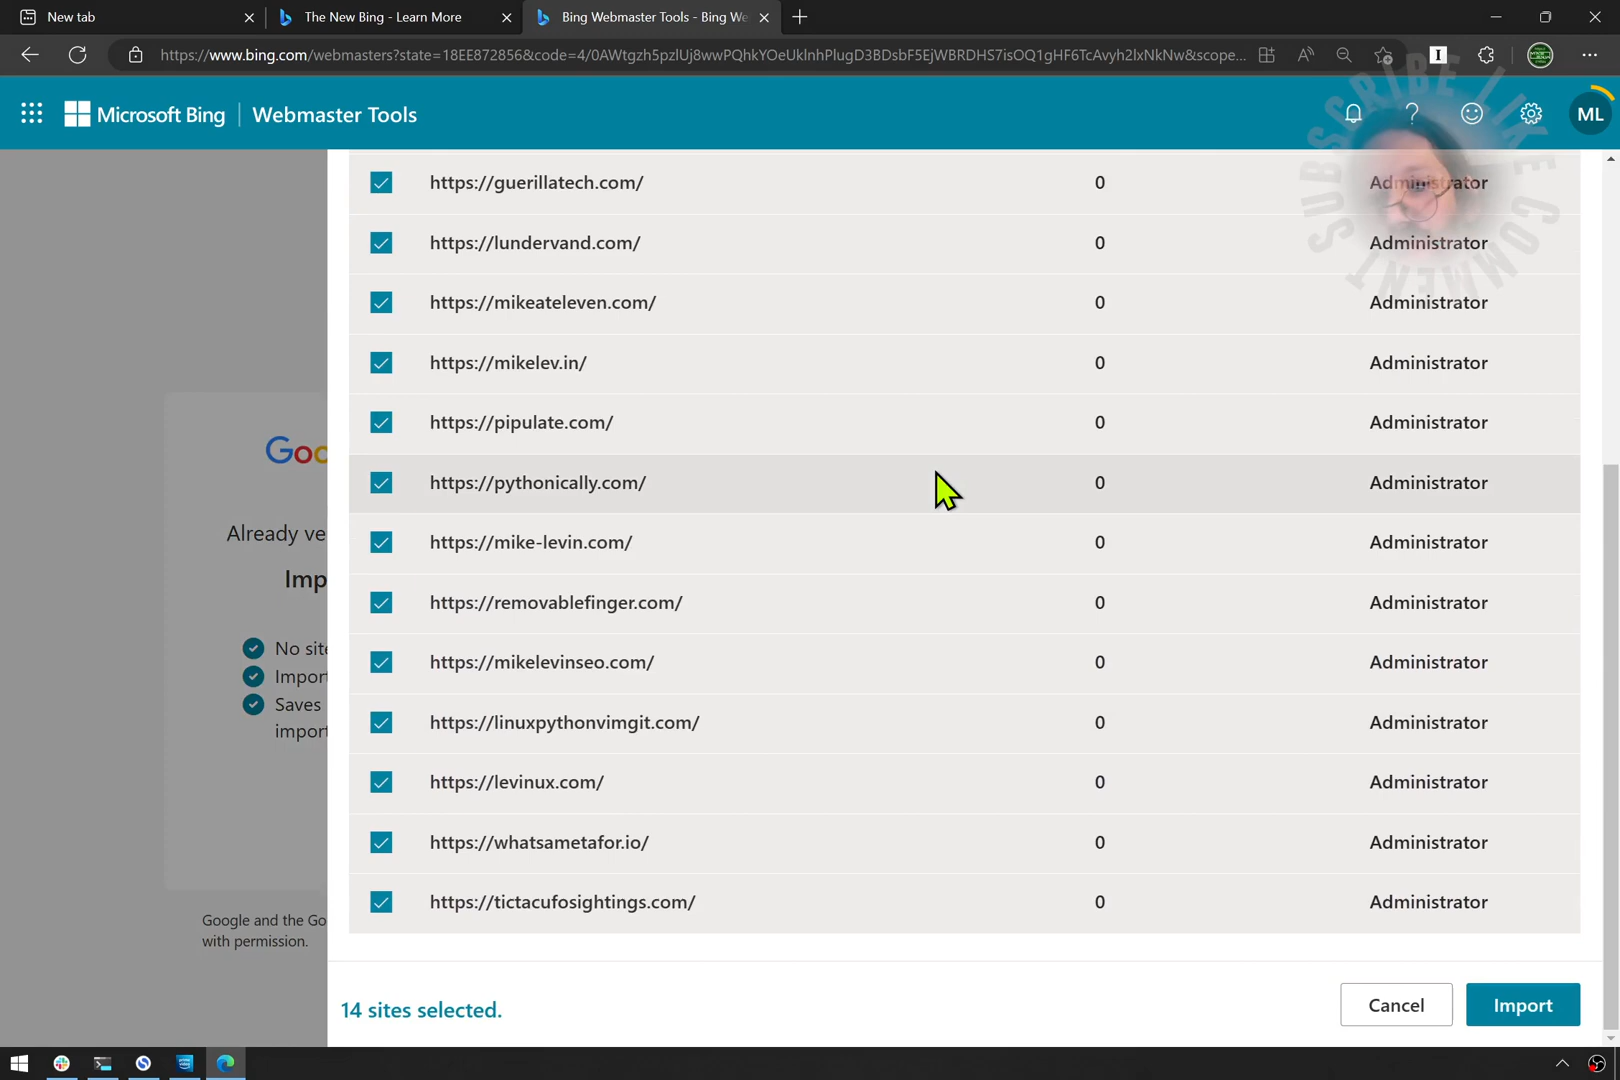 New tab
The New Bing - Learn More
Bing Webmaster Tools - Bing We
https://www.bing.com/webmasters?state=18EE872856&code=4/0AWtgzh5pzlUj8wwPQhkYOeUklnhPlugD3BDsbF5EjWBRDHS7isOQ1gHF6TcAvyh2lxNkNw&scope...
Microsoft Bing | Webmaster Tools
ML
SUBSCRIBE LIKE COMMENT
https://guerillatech.com/ 0 Administrator
https://lundervand.com/ 0 Administrator
https://mikeateleven.com/ 0 Administrator
https://mikelev.in/ 0 Administrator
https://pipulate.com/ 0 Administrator
https://pythonically.com/ 0 Administrator
https://mike-levin.com/ 0 Administrator
https://removablefinger.com/ 0 Administrator
https://mikelevinseo.com/ 0 Administrator
https://linuxpythonvimgit.com/ 0 Administrator
https://levinux.com/ 0 Administrator
https://whatsametafor.io/ 0 Administrator
https://tictacufosightings.com/ 0 Administrator
Goo
Already ve
Imp
No site
Import
Saves
import
Google and the Go
with permission.
14 sites selected.
Cancel
Import